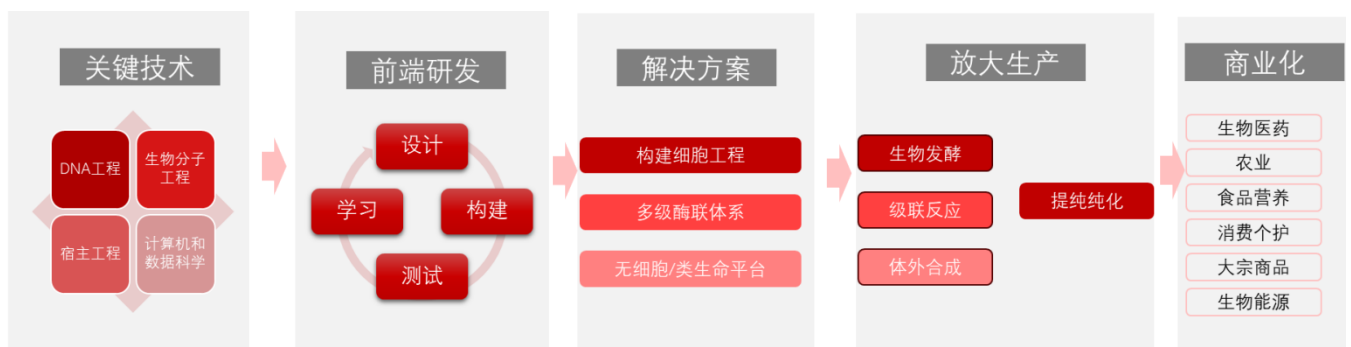 关键技术
DNA工程
生物分子
工程
宿主工程
计算机和
数据科学
前端研发
设计
学习
构建
测试
解决方案
构建细胞工程
多级酶联体系
无细胞/类生命平台
放大生产
生物发酵
级联反应
体外合成
提纯纯化
商业化
生物医药
农业
食品营养
消费个护
大宗商品
生物能源